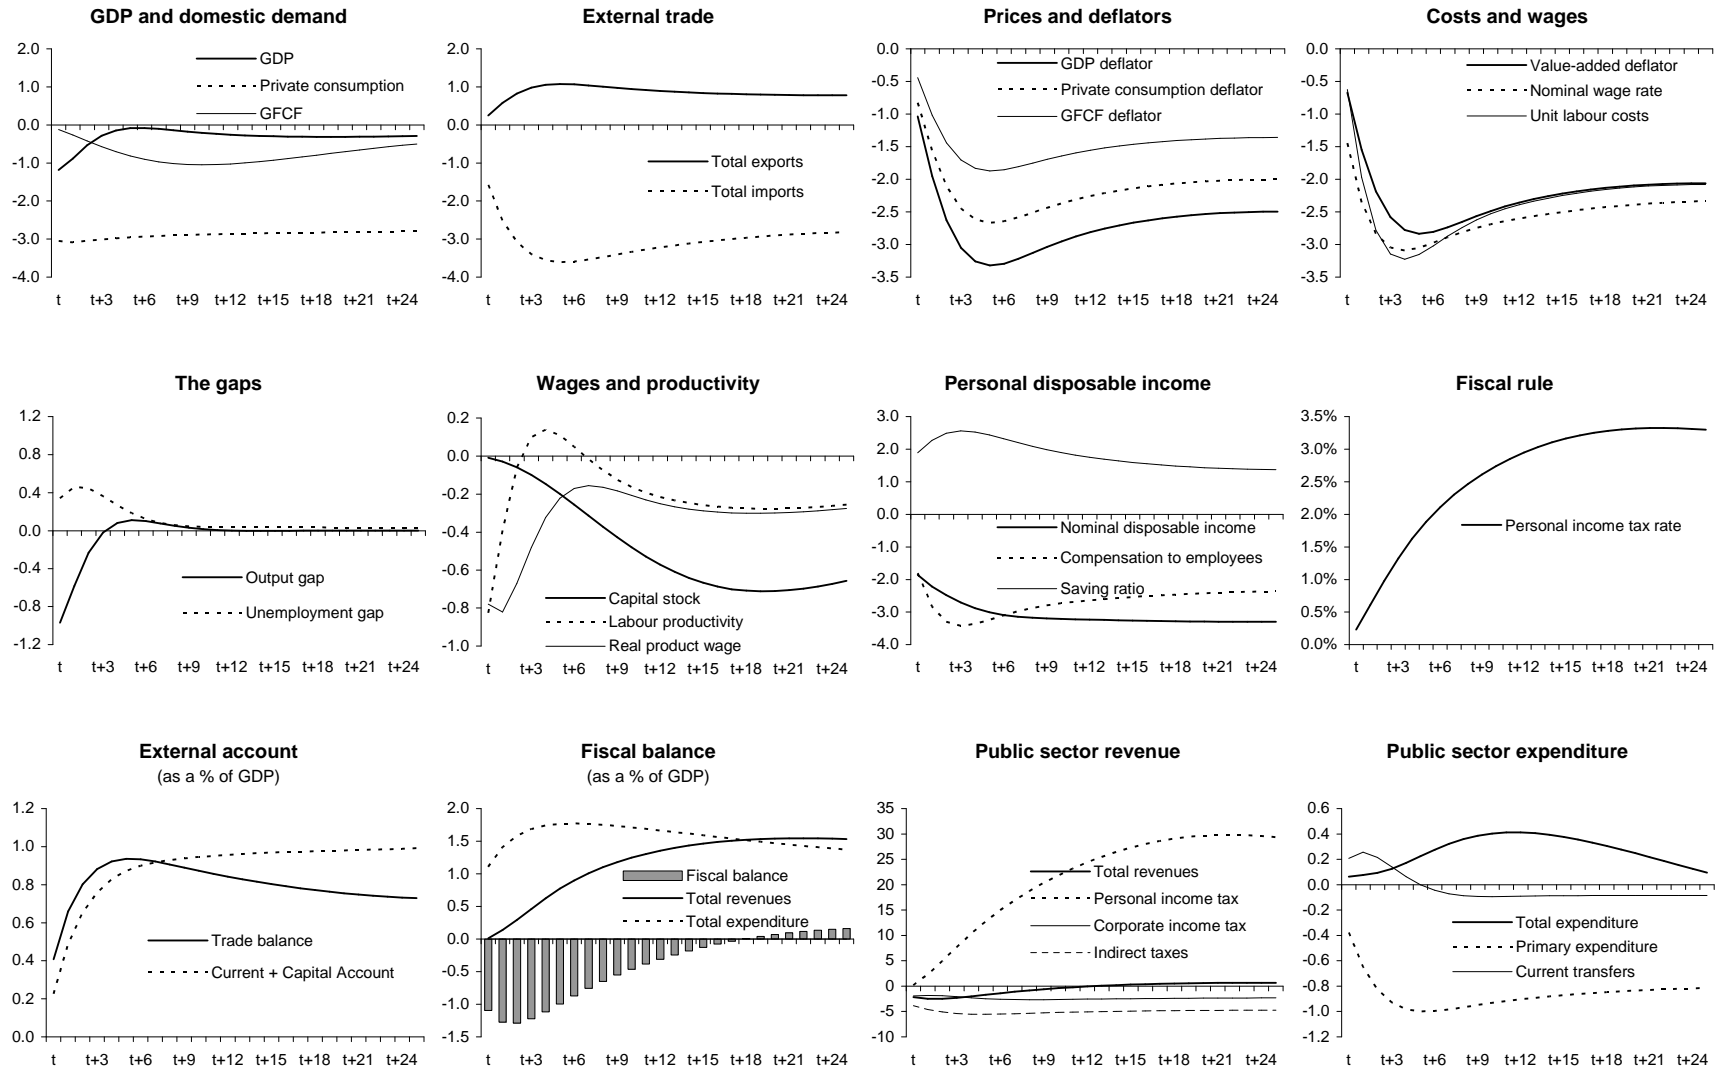 GDP and domestic demand
2.0
1.0
0.0
-1.0
-2.0
-3.0
-4.0
GDP
Private consumption
GFCF
t t+3 t+6 t+9 t+12 t+15 t+18 t+21 t+24
External trade
2.0
1.0
0.0
-1.0
-2.0
-3.0
-4.0
Total exports
Total imports
t t+3 t+6 t+9 t+12 t+15 t+18 t+21 t+24
Prices and deflators
0.0
-0.5
-1.0
-1.5
-2.0
-2.5
-3.0
-3.5
GDP deflator
Private consumption deflator
GFCF deflator
t t+3 t+6 t+9 t+12 t+15 t+18 t+21 t+24
Costs and wages
0.0
-0.5
-1.0
-1.5
-2.0
-2.5
-3.0
-3.5
Value-added deflator
Nominal wage rate
Unit labour costs
t t+3 t+6 t+9 t+12 t+15 t+18 t+21 t+24
The gaps
1.2
0.8
0.4
0.0
-0.4
-0.8
-1.2
Output gap
Unemployment gap
t t+3 t+6 t+9 t+12 t+15 t+18 t+21 t+24
Wages and productivity
0.2
0.0
-0.2
-0.4
-0.6
-0.8
-1.0
Capital stock
Labour productivity
Real product wage
t t+3 t+6 t+9 t+12 t+15 t+18 t+21 t+24
Personal disposable income
3.0
2.0
1.0
0.0
-1.0
-2.0
-3.0
-4.0
Nominal disposable income
Compensation to employees
Saving ratio
t t+3 t+6 t+9 t+12 t+15 t+18 t+21 t+24
Fiscal rule
3.5%
3.0%
2.5%
2.0%
1.5%
1.0%
0.5%
0.0%
Personal income tax rate
t t+3 t+6 t+9 t+12 t+15 t+18 t+21 t+24
External account
(as a % of GDP)
1.2
1.0
0.8
0.6
0.4
0.2
0.0
Trade balance
Current + Capital Account
t t+3 t+6 t+9 t+12 t+15 t+18 t+21 t+24
Fiscal balance
(as a % of GDP)
2.0
1.5
1.0
0.5
0.0
-0.5
-1.0
-1.5
Fiscal balance
Total revenues
Total expenditure
t t+3 t+6 t+9 t+12 t+15 t+18 t+21 t+24
Public sector revenue
35
30
25
20
15
10
5
0
-5
-10
Total revenues
Personal income tax
Corporate income tax
Indirect taxes
t t+3 t+6 t+9 t+12 t+15 t+18 t+21 t+24
Public sector expenditure
0.6
0.4
0.2
0.0
-0.2
-0.4
-0.6
-0.8
-1.0
-1.2
Total expenditure
Primary expenditure
Current transfers
t t+3 t+6 t+9 t+12 t+15 t+18 t+21 t+24